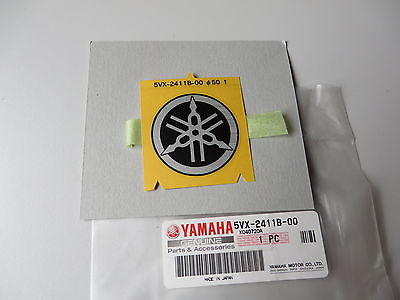 5VX-2411B-00 φ50 1
YAMAHA
GENUINE
Parts & Accessories
5VX-2411B-00
XO40720A
1 PC
MADE IN JAPAN
YAMAHA MOTOR CO.,LTD.